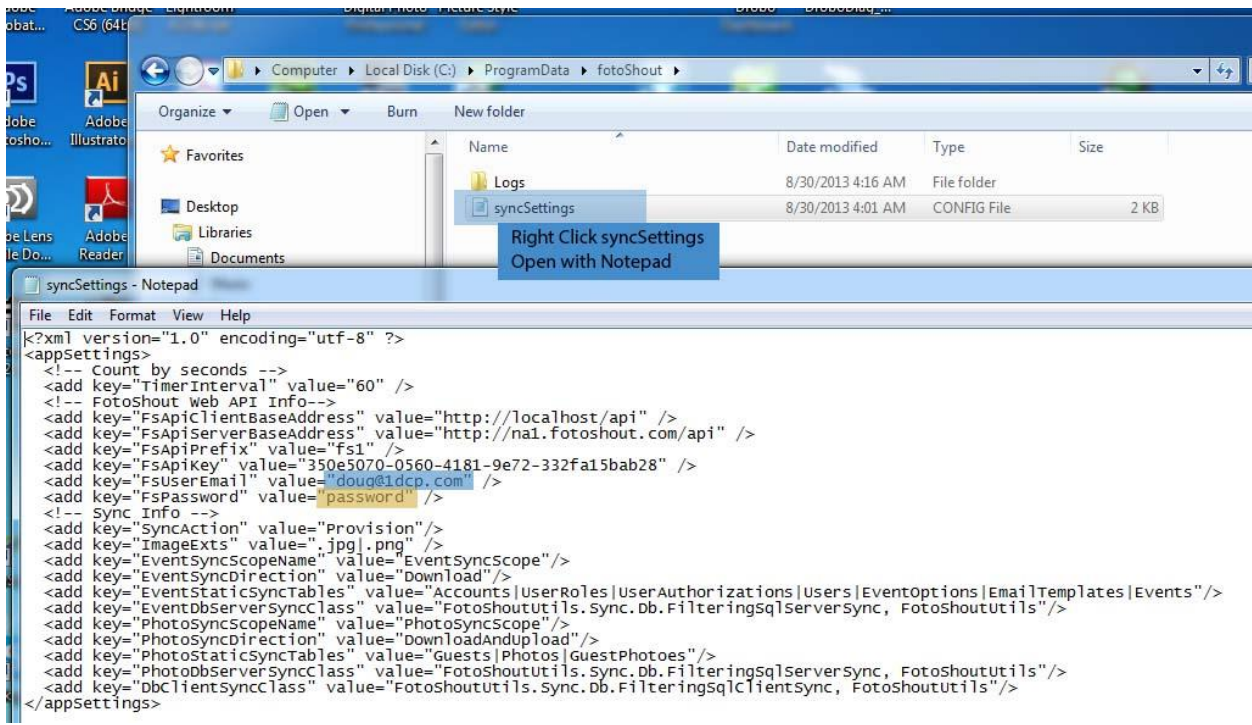 obat...
CS6 (64b
Computer ▸ Local Disk (C:) ▸ ProgramData ▸ fotoShout ▸
Organize Open Burn New folder
Name Date modified Type Size
Favorites
Logs 8/30/2013 4:16 AM File folder
Desktop
syncSettings 8/30/2013 4:01 AM CONFIG File 2 KB
Libraries
Documents
Right Click syncSettings
Open with Notepad
Ps
Ai
dobe
tosho...
Adobe
Illustrato
be Lens
le Do...
Adobe
Reader
syncSettings - Notepad
File Edit Format View Help
<?xml version="1.0" encoding="utf-8" ?>
<appSettings>
<!-- Count by seconds -->
<add key="TimerInterval" value="60" />
<!-- FotoShout Web API Info-->
<add key="FsApiClientBaseAddress" value="http://localhost/api" />
<add key="FsApiServerBaseAddress" value="http://na1.fotoshout.com/api" />
<add key="FsApiPrefix" value="fs1" />
<add key="FsApiKey" value="350e5070-0560-4181-9e72-332fa15bab28" />
<add key="FsUserEmail" value="doug@1dcp.com" />
<add key="FsPassword" value="password" />
<!-- Sync Info -->
<add key="SyncAction" value="Provision"/>
<add key="ImageExts" value=".jpg|.png" />
<add key="EventSyncScopeName" value="EventSyncScope"/>
<add key="EventSyncDirection" value="Download"/>
<add key="EventStaticSyncTables" value="Accounts|UserRoles|UserAuthorizations|Users|EventOptions|EmailTemplates|Events"/>
<add key="EventDbServerSyncClass" value="FotoShoutUtils.Sync.Db.FilteringSqlServerSync, FotoShoutUtils"/>
<add key="PhotoSyncScopeName" value="PhotoSyncScope"/>
<add key="PhotoSyncDirection" value="DownloadAndUpload"/>
<add key="PhotoStaticSyncTables" value="Guests|Photos|GuestPhotoes"/>
<add key="PhotoDbServerSyncClass" value="FotoShoutUtils.Sync.Db.FilteringSqlServerSync, FotoShoutUtils"/>
<add key="DbClientSyncClass" value="FotoShoutUtils.Sync.Db.FilteringSqlClientSync, FotoShoutUtils"/>
</appSettings>